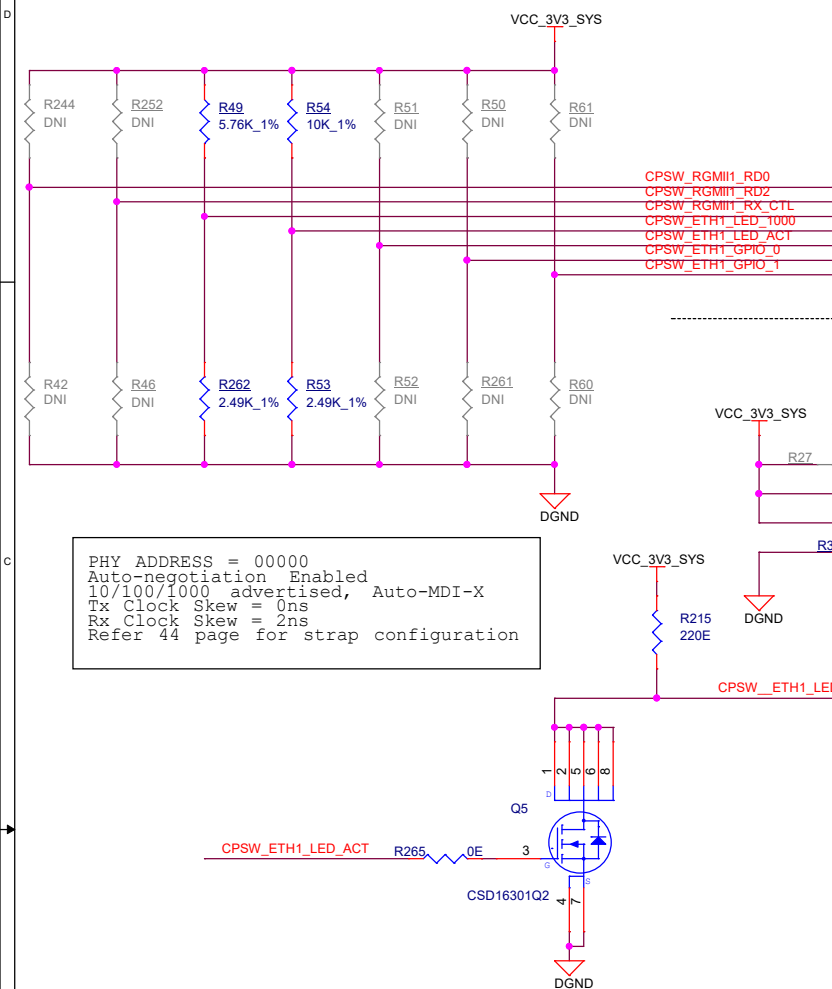 D
VCC_3V3_SYS
R244
DNI
R252
DNI
R49
5.76K_1%
R54
10K_1%
R51
DNI
R50
DNI
R61
DNI
CPSW_RGMII1_RD0
CPSW_RGMII1_RD2
CPSW_RGMII1_RX_CTL
CPSW_ETH1_LED_1000
CPSW_ETH1_LED_ACT
CPSW_ETH1_GPIO_0
CPSW_ETH1_GPIO_1
R42
DNI
R46
DNI
R262
2.49K_1%
R53
2.49K_1%
R52
DNI
R261
DNI
R60
DNI
VCC_3V3_SYS
R27
DGND
C
PHY ADDRESS = 00000
Auto-negotiation Enabled
10/100/1000 advertised, Auto-MDI-X
Tx Clock Skew = 0ns
Rx Clock Skew = 2ns
Refer 44 page for strap configuration
VCC_3V3_SYS
R3
DGND
R215
220E
CPSW__ETH1_LE
1
2
5
6
8
D
Q5
CPSW_ETH1_LED_ACT
R265
0E
3
G
S
CSD16301Q2
4
7
DGND